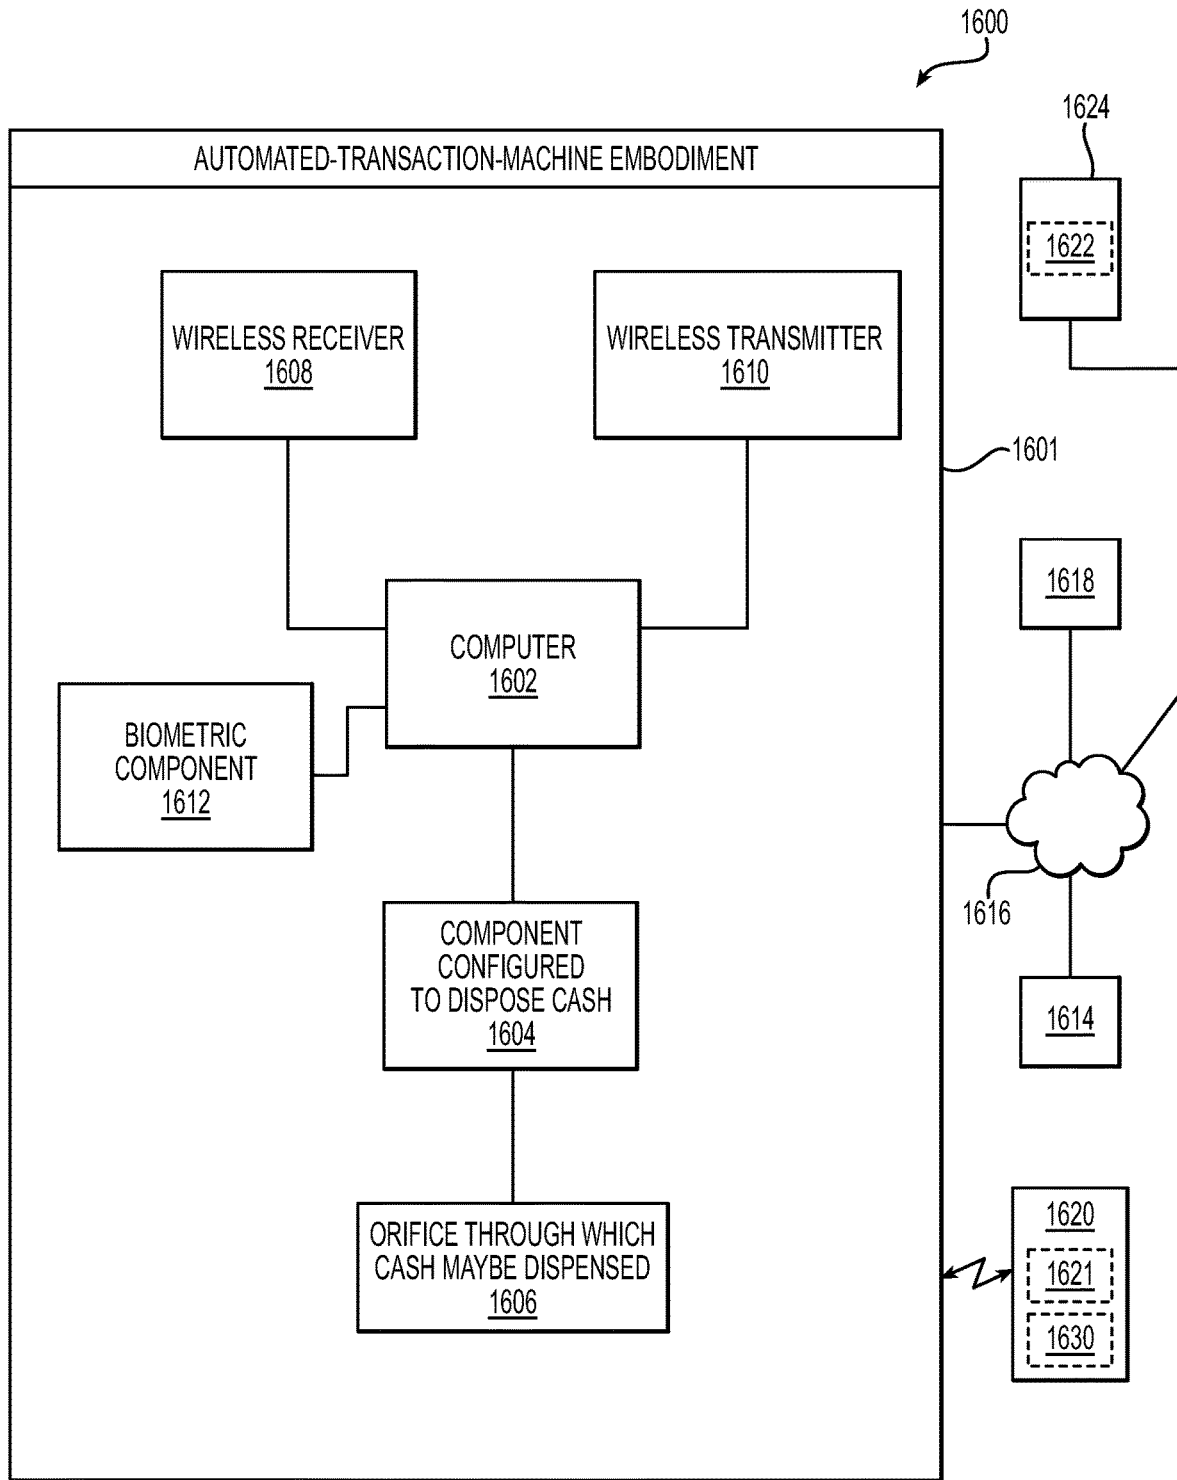 1600
1624
AUTOMATED-TRANSACTION-MACHINE EMBODIMENT
1622
WIRELESS RECEIVER
1608
WIRELESS TRANSMITTER
1610
1601
1618
COMPUTER
1602
BIOMETRIC
COMPONENT
1612
1616
COMPONENT
CONFIGURED
TO DISPOSE CASH
1604
1614
ORIFICE THROUGH WHICH
CASH MAYBE DISPENSED
1606
1620
1621
1630